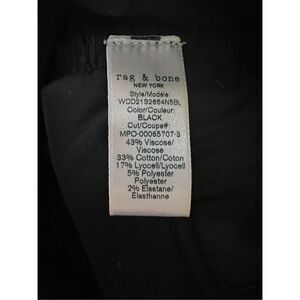 rag & bone
NEW YORK
Style/Modèle:
WDD21S2664N5BL
Color/Couleur:
BLACK
Cut/Coupe#:
MPO-00065707-3
43% Viscose/
Viscose
33% Cotton/Coton
17% Lyocell/Lyocell
5% Polyester/
Polyester
2% Elastane/
Élasthanne